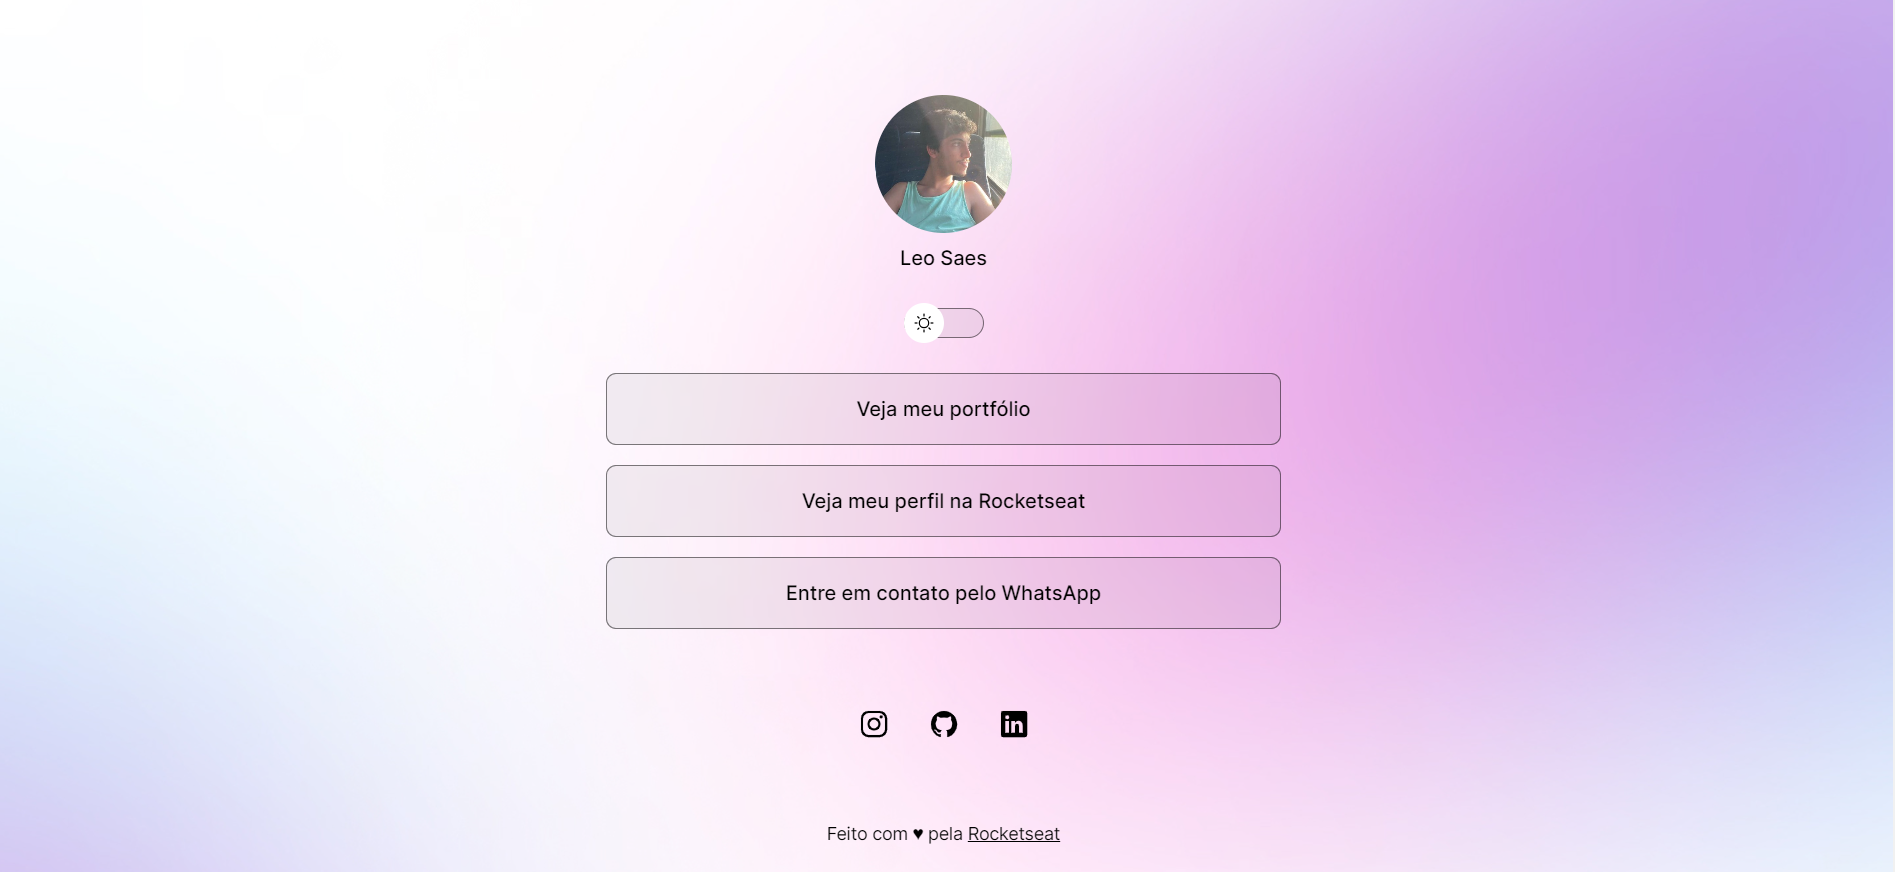 Leo Saes
Veja meu portfólio
Veja meu perfil na Rocketseat
Entre em contato pelo WhatsApp
Feito com ♥ pela Rocketseat